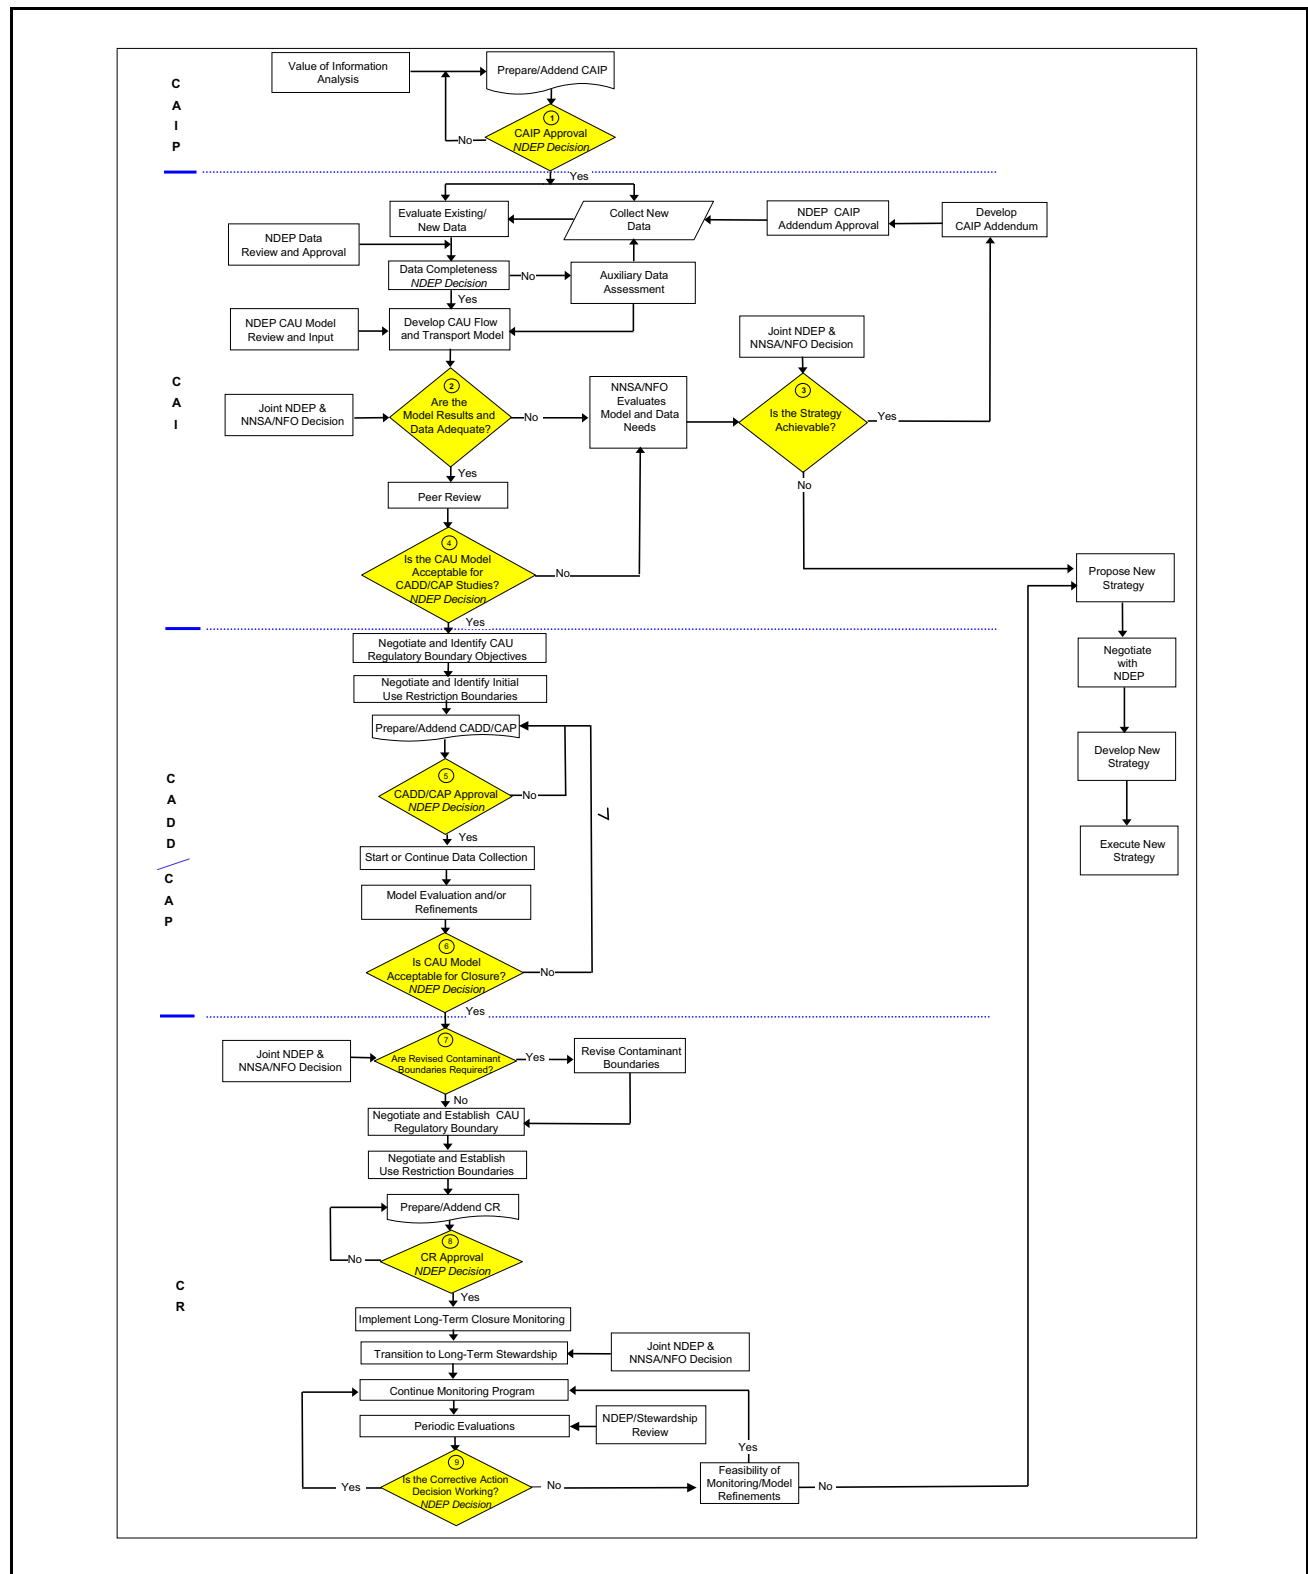 C
A
I
P
Value of Information
Analysis
Prepare/Addend CAIP
1
CAIP Approval
NDEP Decision
No
Yes
C
A
I
Evaluate Existing/
New Data
Collect New
Data
NDEP CAIP
Addendum Approval
Develop
CAIP Addendum
NDEP Data
Review and Approval
Data Completeness
NDEP Decision
No
Auxiliary Data
Assessment
Yes
NDEP CAU Model
Review and Input
Develop CAU Flow
and Transport Model
Joint NDEP &
NNSA/NFO Decision
Joint NDEP &
NNSA/NFO Decision
2
Are the
Model Results and
Data Adequate?
No
NNSA/NFO
Evaluates
Model and Data
Needs
3
Is the Strategy
Achievable?
Yes
Yes
No
Peer Review
4
Is the CAU Model
Acceptable for
CADD/CAP Studies?
NDEP Decision
No
Yes
Propose New
Strategy
Negotiate
with
NDEP
Develop New
Strategy
Execute New
Strategy
C
A
D
D
/
C
A
P
Negotiate and Identify CAU
Regulatory Boundary Objectives
Negotiate and Identify Initial
Use Restriction Boundaries
Prepare/Addend CADD/CAP
5
CADD/CAP Approval
NDEP Decision
No
Yes
Start or Continue Data Collection
Model Evaluation and/or
Refinements
6
Is CAU Model
Acceptable for Closure?
NDEP Decision
No
Yes
C
R
Joint NDEP &
NNSA/NFO Decision
7
Are Revised Contaminant
Boundaries Required?
Yes
Revise Contaminant
Boundaries
No
Negotiate and Establish CAU
Regulatory Boundary
Negotiate and Establish
Use Restriction Boundaries
Prepare/Addend CR
8
CR Approval
NDEP Decision
No
Yes
Implement Long-Term Closure Monitoring
Transition to Long-Term Stewardship
Joint NDEP &
NNSA/NFO Decision
Continue Monitoring Program
Periodic Evaluations
NDEP/Stewardship
Review
Yes
9
Is the Corrective Action
Decision Working?
NDEP Decision
Yes
No
Feasibility of
Monitoring/Model
Refinements
No